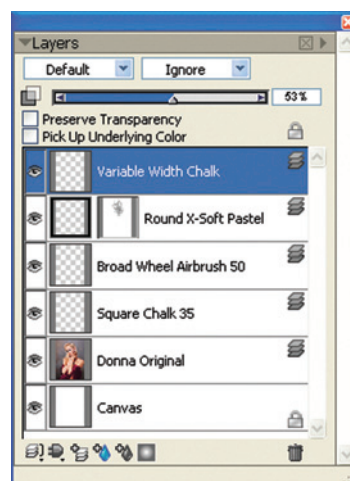 Layers
Default Ignore
53%
Preserve Transparency
Pick Up Underlying Color
Variable Width Chalk
Round X-Soft Pastel
Broad Wheel Airbrush 50
Square Chalk 35
Donna Original
Canvas